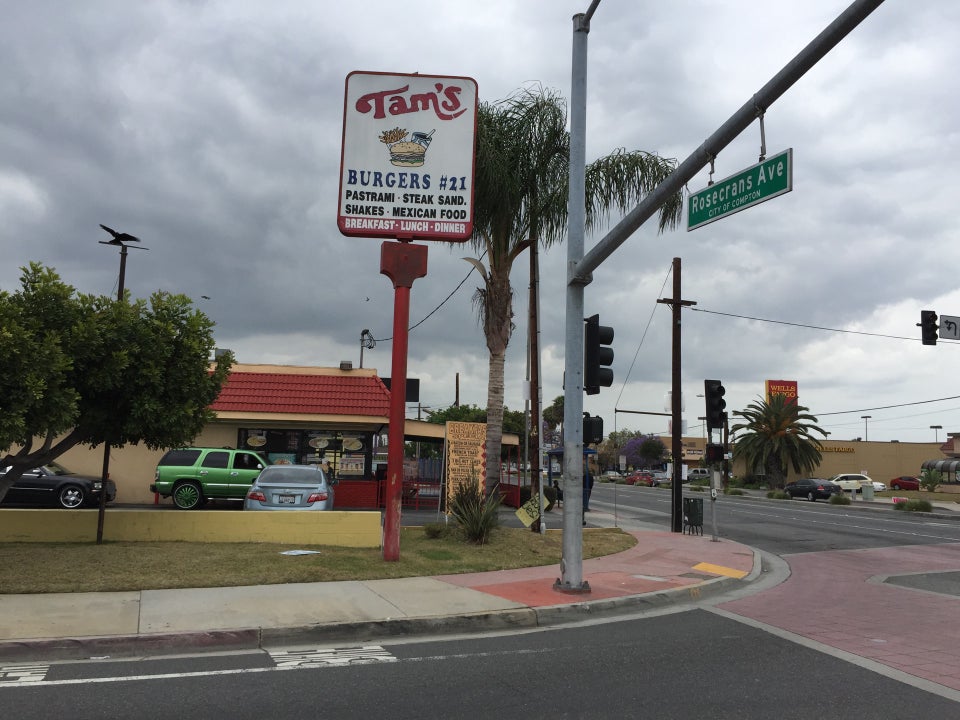 Tam's
BURGERS #21
PASTRAMI · STEAK SAND.
SHAKES · MEXICAN FOOD
BREAKFAST · LUNCH · DINNER
Rosecrans Ave
CITY OF COMPTON
WELLS
FARGO
BREAKFAST